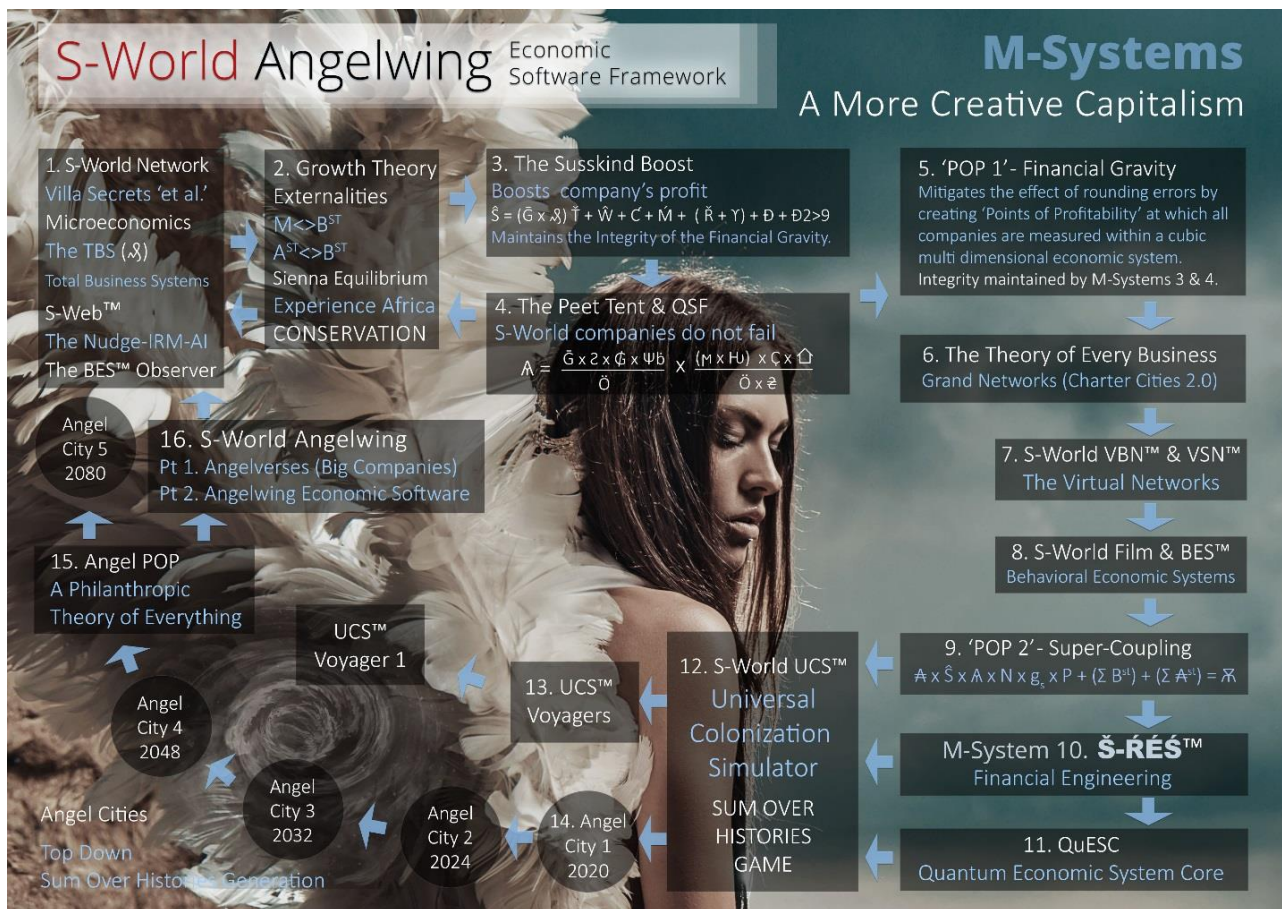 S-World Angelwing
Economic
Software Framework
M-Systems
A More Creative Capitalism
1. S-World Network
Villa Secrets ‘et al.’
Microeconomics
The TBS
Total Business Systems
S-Web™
The Nudge-IRM-AI
The BES™ Observer
2. Growth Theory
Externalities
M<>Bˢᵀ
Aˢᵀ<>Bˢᵀ
Sienna Equilibrium
Experience Africa
CONSERVATION
3. The Susskind Boost
Boosts company’s profit
Maintains the Integrity of the Financial Gravity.
4. The Peet Tent & QSF
S-World companies do not fail
5. ‘POP 1’- Financial Gravity
Mitigates the effect of rounding errors by
creating ‘Points of Profitability’ at which all
companies are measured within a cubic
multi dimensional economic system.
Integrity maintained by M-Systems 3 & 4.
6. The Theory of Every Business
Grand Networks (Charter Cities 2.0)
7. S-World VBN™ & VSN™
The Virtual Networks
8. S-World Film & BES™
Behavioral Economic Systems
9. ‘POP 2’- Super-Coupling
M-System 10. Š-ŔÉŚ™
Financial Engineering
11. QuESC
Quantum Economic System Core
12. S-World UCS™
Universal
Colonization
Simulator
SUM OVER
HISTORIES
GAME
13. UCS™
Voyagers
UCS™
Voyager 1
14. Angel
City 1
2020
Angel
City 2
2024
Angel
City 3
2032
Angel
City 4
2048
Angel Cities
Top Down
Sum Over Histories Generation
15. Angel POP
A Philanthropic
Theory of Everything
Angel
City 5
2080
16. S-World Angelwing
Pt 1. Angelverses (Big Companies)
Pt 2. Angelwing Economic Software